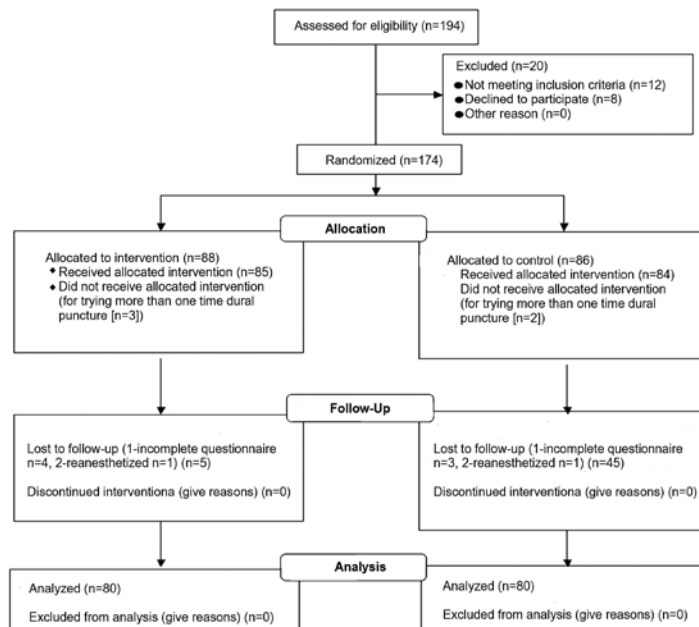 Assessed for eligibility (n=194)
Excluded (n=20)
●Not meeting inclusion criteria (n=12)
●Declined to participate (n=8)
●Other reason (n=0)
Randomized (n=174)
Allocation
Allocated to intervention (n=88)
◆ Received allocated intervention (n=85)
◆ Did not receive allocated intervention
(for trying more than one time dural
puncture [n=3])
Allocated to control (n=86)
Received allocated intervention (n=84)
Did not receive allocated intervention
(for trying more than one time dural
puncture [n=2])
Follow-Up
Lost to follow-up (1-incomplete questionnaire
n=4, 2-reanesthetized n=1) (n=5)
Discontinued interventiona (give reasons) (n=0)
Lost to follow-up (1-incomplete questionnaire
n=3, 2-reanesthetized n=1) (n=45)
Discontinued interventiona (give reasons) (n=0)
Analysis
Analyzed (n=80)
Excluded from analysis (give reasons) (n=0)
Analyzed (n=80)
Excluded from analysis (give reasons) (n=0)